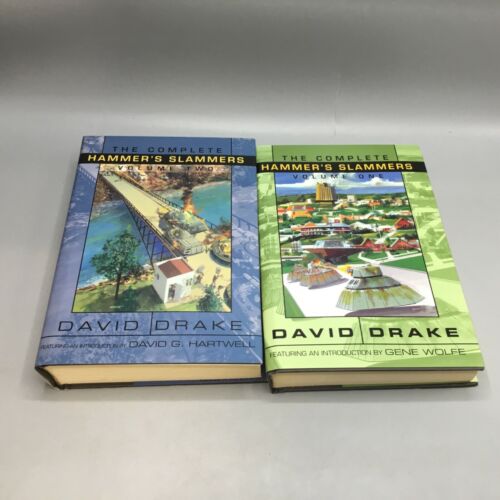 THE COMPLETE
HAMMER'S SLAMMERS
VOLUME TWO
DAVID DRAKE
FEATURING AN INTRODUCTION BY DAVID G. HARTWELL
THE COMPLETE
HAMMER'S SLAMMERS
VOLUME ONE
DAVID DRAKE
FEATURING AN INTRODUCTION BY GENE WOLFE